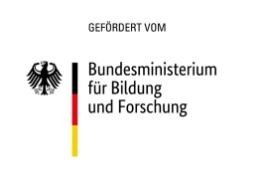 GEFÖRDERT VOM
Bundesministerium
für Bildung
und Forschung